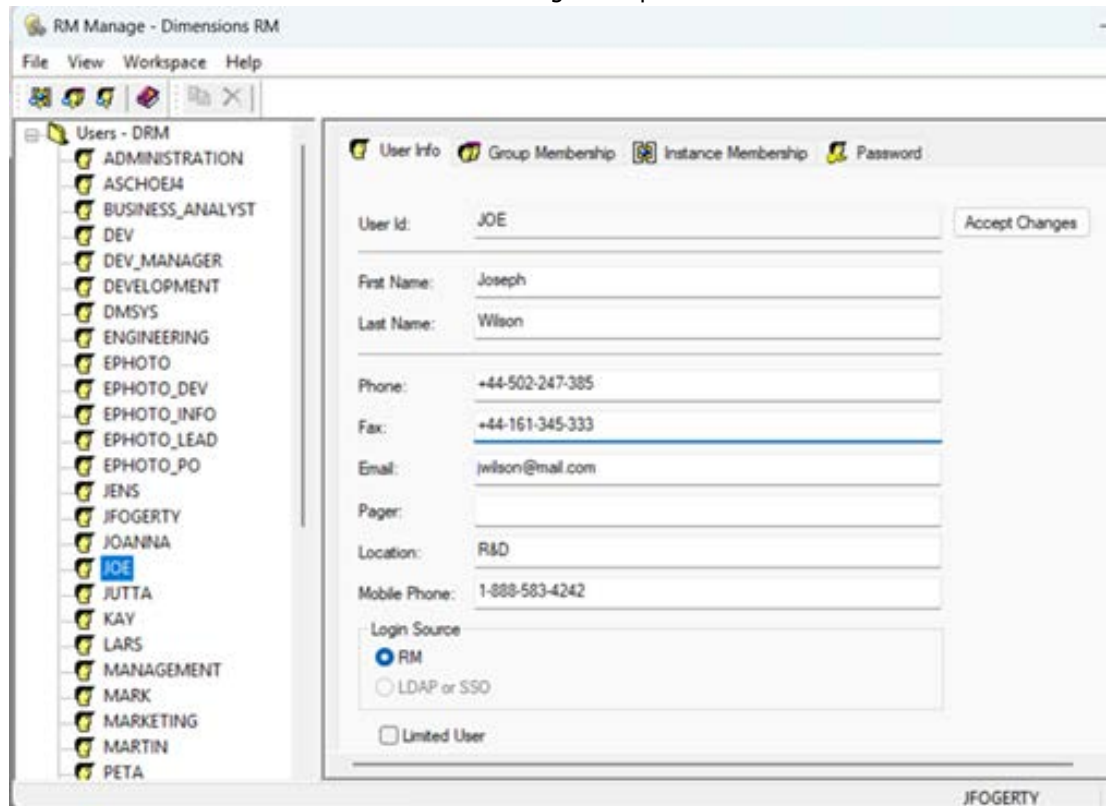 RM Manage - Dimensions RM
File View Workspace Help
Users - DRM
ADMINISTRATION
ASCHOEJ4
BUSINESS_ANALYST
DEV
DEV_MANAGER
DEVELOPMENT
DMSYS
ENGINEERING
EPHOTO
EPHOTO_DEV
EPHOTO_INFO
EPHOTO_LEAD
EPHOTO_PO
JENS
JFOGERTY
JOANNA
JOE
JUTTA
KAY
LARS
MANAGEMENT
MARK
MARKETING
MARTIN
PETA
User Info Group Membership Instance Membership Password
User Id: JOE Accept Changes
First Name: Joseph
Last Name: Wilson
Phone: +44-502-247-385
Fax: +44-161-345-333
Email: jwilson@mail.com
Pager:
Location: R&D
Mobile Phone: 1-888-583-4242
Login Source
RM
LDAP or SSO
Limited User
JFOGERTY